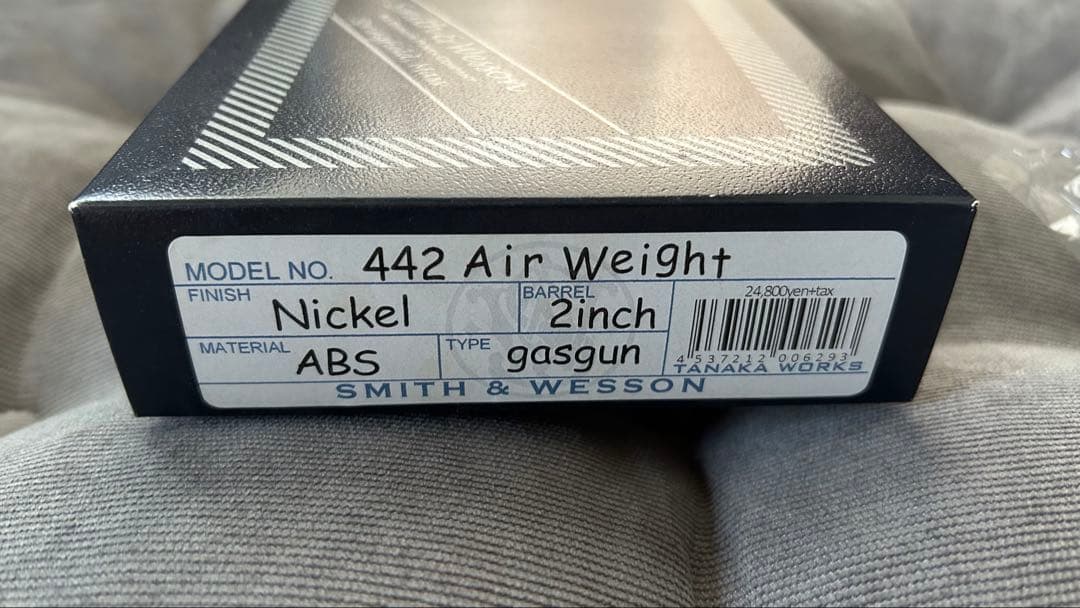 MODEL NO. 442 Air Weight
FINISH Nickel
BARREL 2inch
24,800yen+tax
MATERIAL ABS
TYPE gasgun
4 537212 006293
TANAKA WORKS
SMITH & WESSON